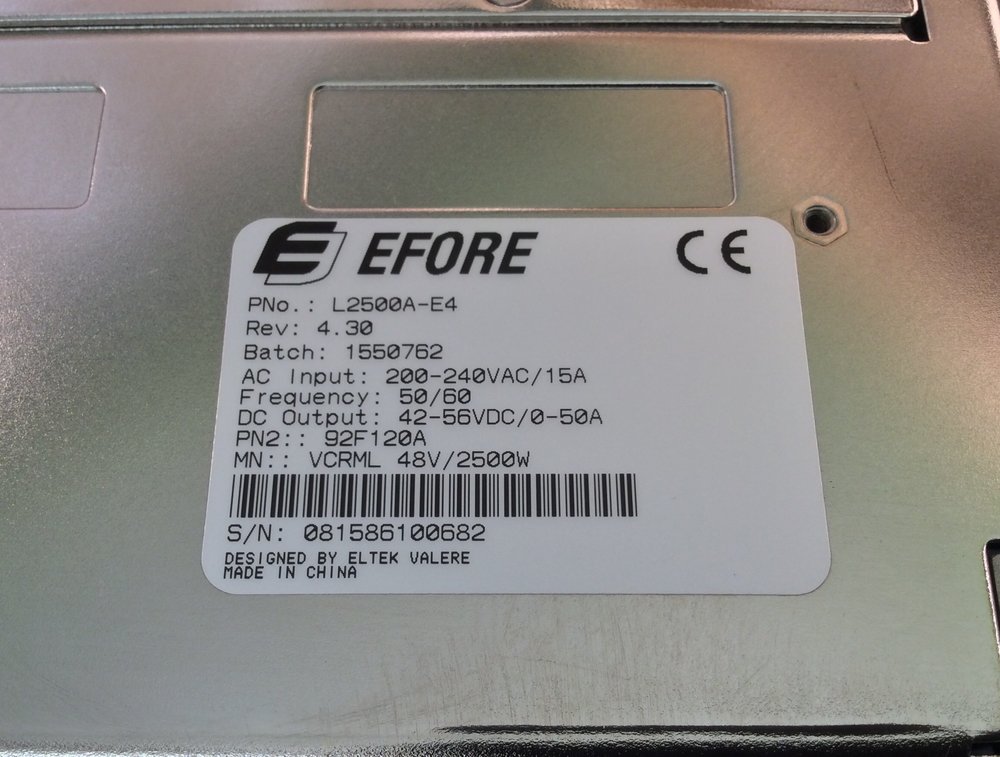 EFORE CE
PNo.: L2500A-E4
Rev: 4.30
Batch: 1550762
AC Input: 200-240VAC/15A
Frequency: 50/60
DC Output: 42-56VDC/0-50A
PN2:: 92F120A
MN:: VCRML 48V/2500W
S/N: 081586100682
DESIGNED BY ELTEK VALERE
MADE IN CHINA